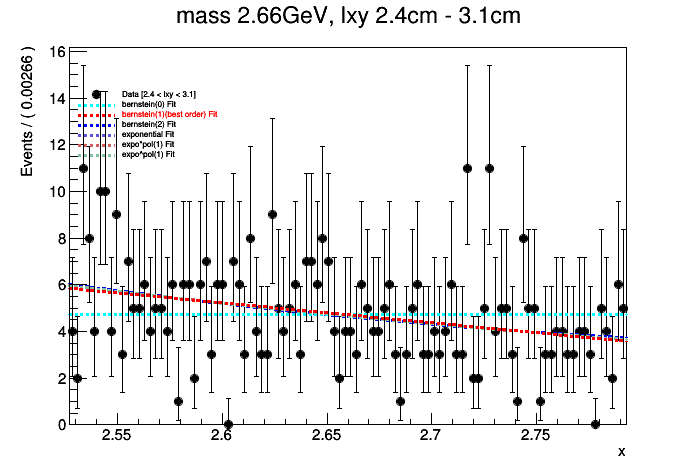 mass 2.66GeV, lxy 2.4cm - 3.1cm
Events / ( 0.00266 )
16
14
12
10
8
6
4
2
0
Data [2.4 < lxy < 3.1]
bernstein(0) Fit
bernstein(1)(best order) Fit
bernstein(2) Fit
exponential Fit
expo*pol(1) Fit
expo^pol(1) Fit
2.55 2.6 2.65 2.7 2.75
x